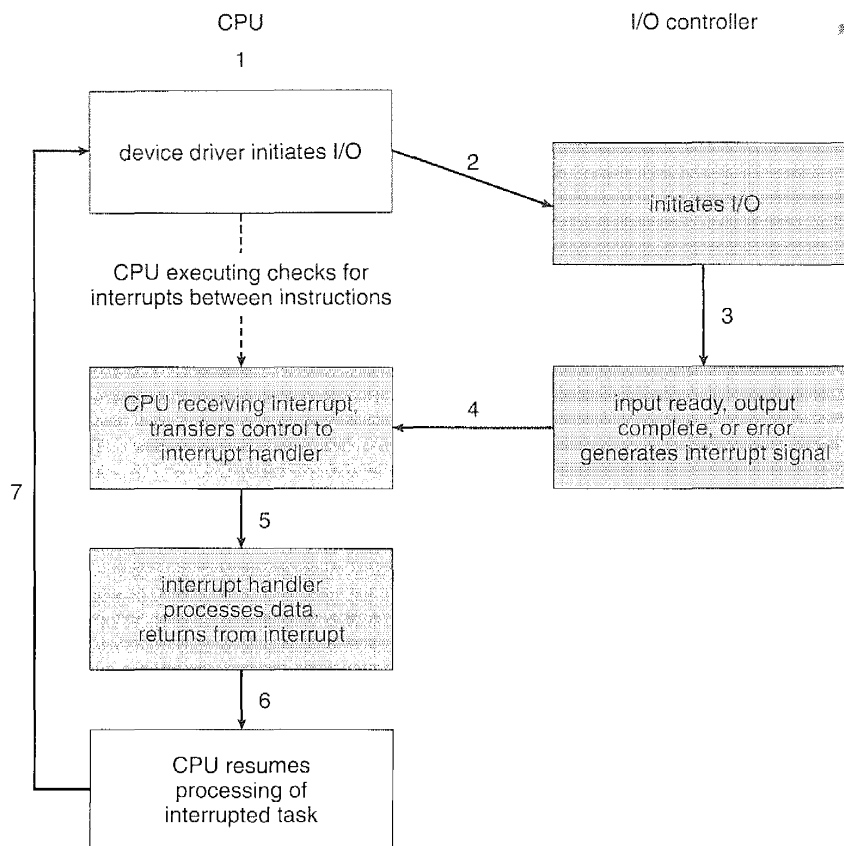 CPU
I/O controller
1
device driver initiates I/O
2
initiates I/O
CPU executing checks for
interrupts between instructions
3
CPU receiving interrupt,
transfers control to
interrupt handler
4
input ready, output
complete, or error
generates interrupt signal
7
5
interrupt handler
processes data,
returns from interrupt
6
CPU resumes
processing of
interrupted task